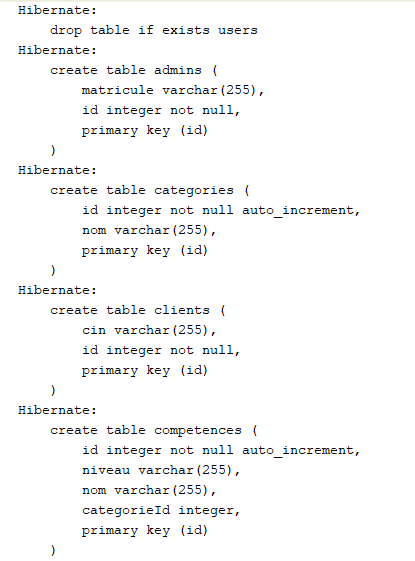 Hibernate:
    drop table if exists users
Hibernate:
    create table admins (
        matricule varchar(255),
        id integer not null,
        primary key (id)
    )
Hibernate:
    create table categories (
        id integer not null auto_increment,
        nom varchar(255),
        primary key (id)
    )
Hibernate:
    create table clients (
        cin varchar(255),
        id integer not null,
        primary key (id)
    )
Hibernate:
    create table competences (
        id integer not null auto_increment,
        niveau varchar(255),
        nom varchar(255),
        categorieId integer,
        primary key (id)
    )